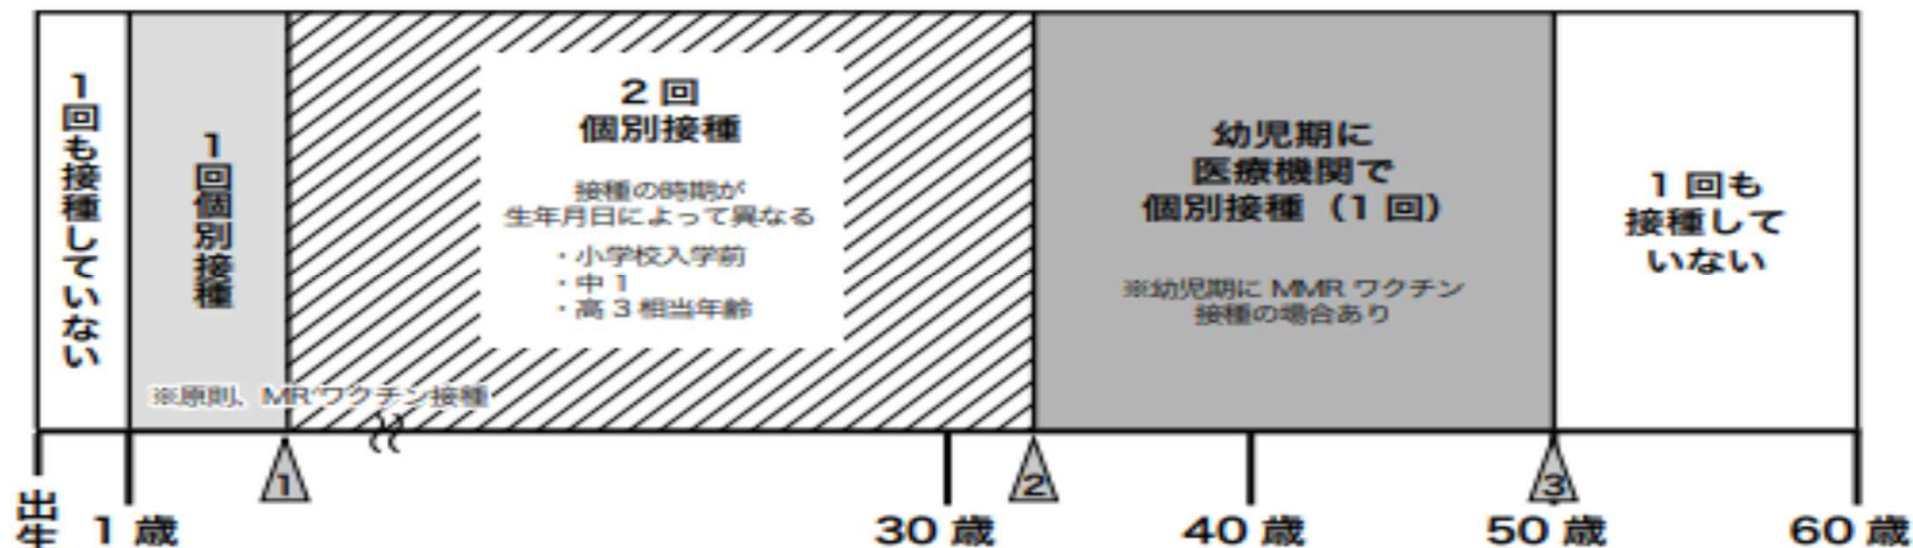 1回も接種していない
1回個別接種
※原則、MRワクチン接種
2回
個別接種
接種の時期が
生年月日によって異なる
・小学校入学前
・中1
・高3相当年齢
幼児期に
医療機関で
個別接種（1回）
※幼児期に MMR ワクチン
接種の場合あり
1回も
接種して
いない
出生
1歳
1
30歳
2
40歳
3
50歳
60歳